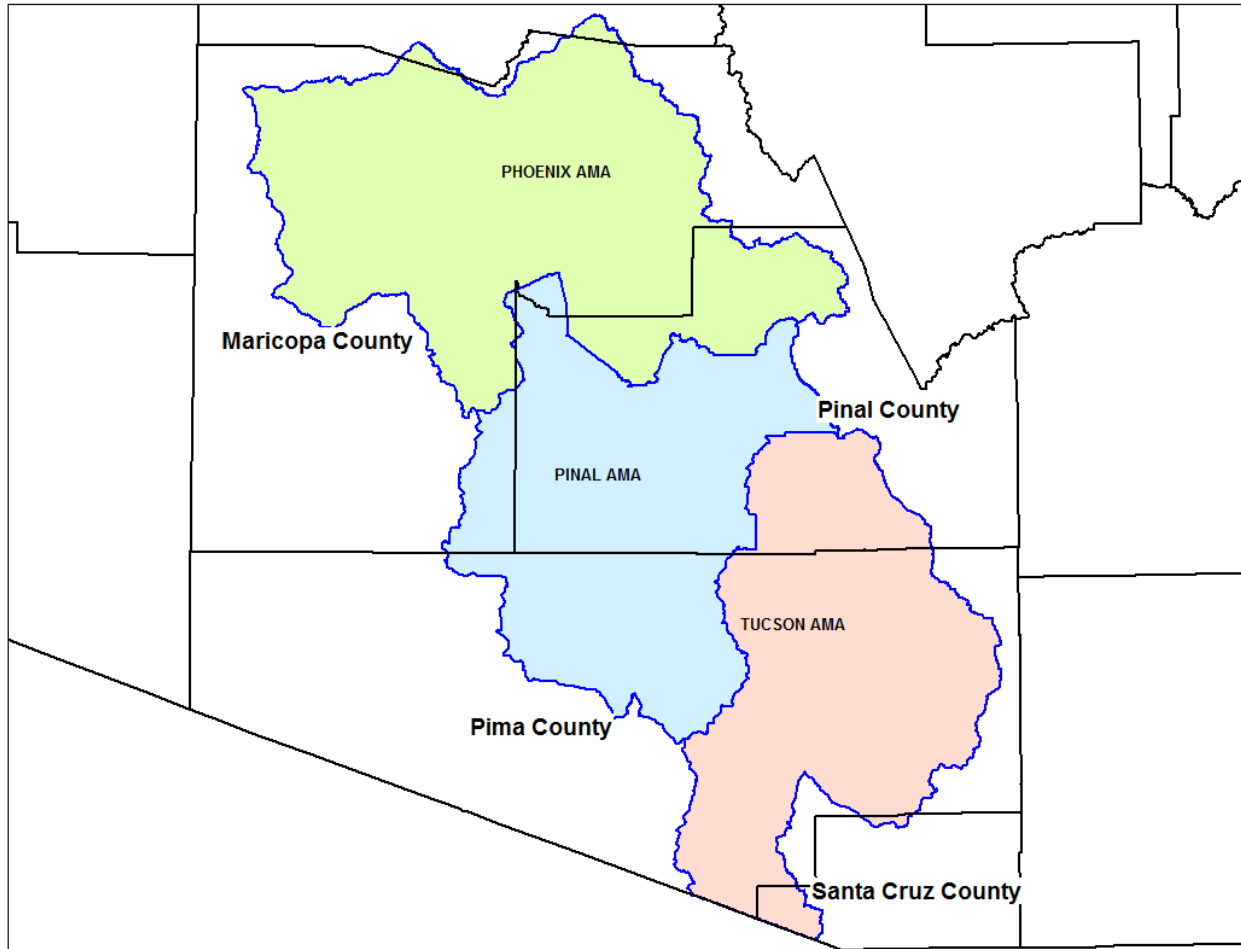 PHOENIX AMA
Maricopa County
Pinal County
PINAL AMA
TUCSON AMA
Pima County
Santa Cruz County